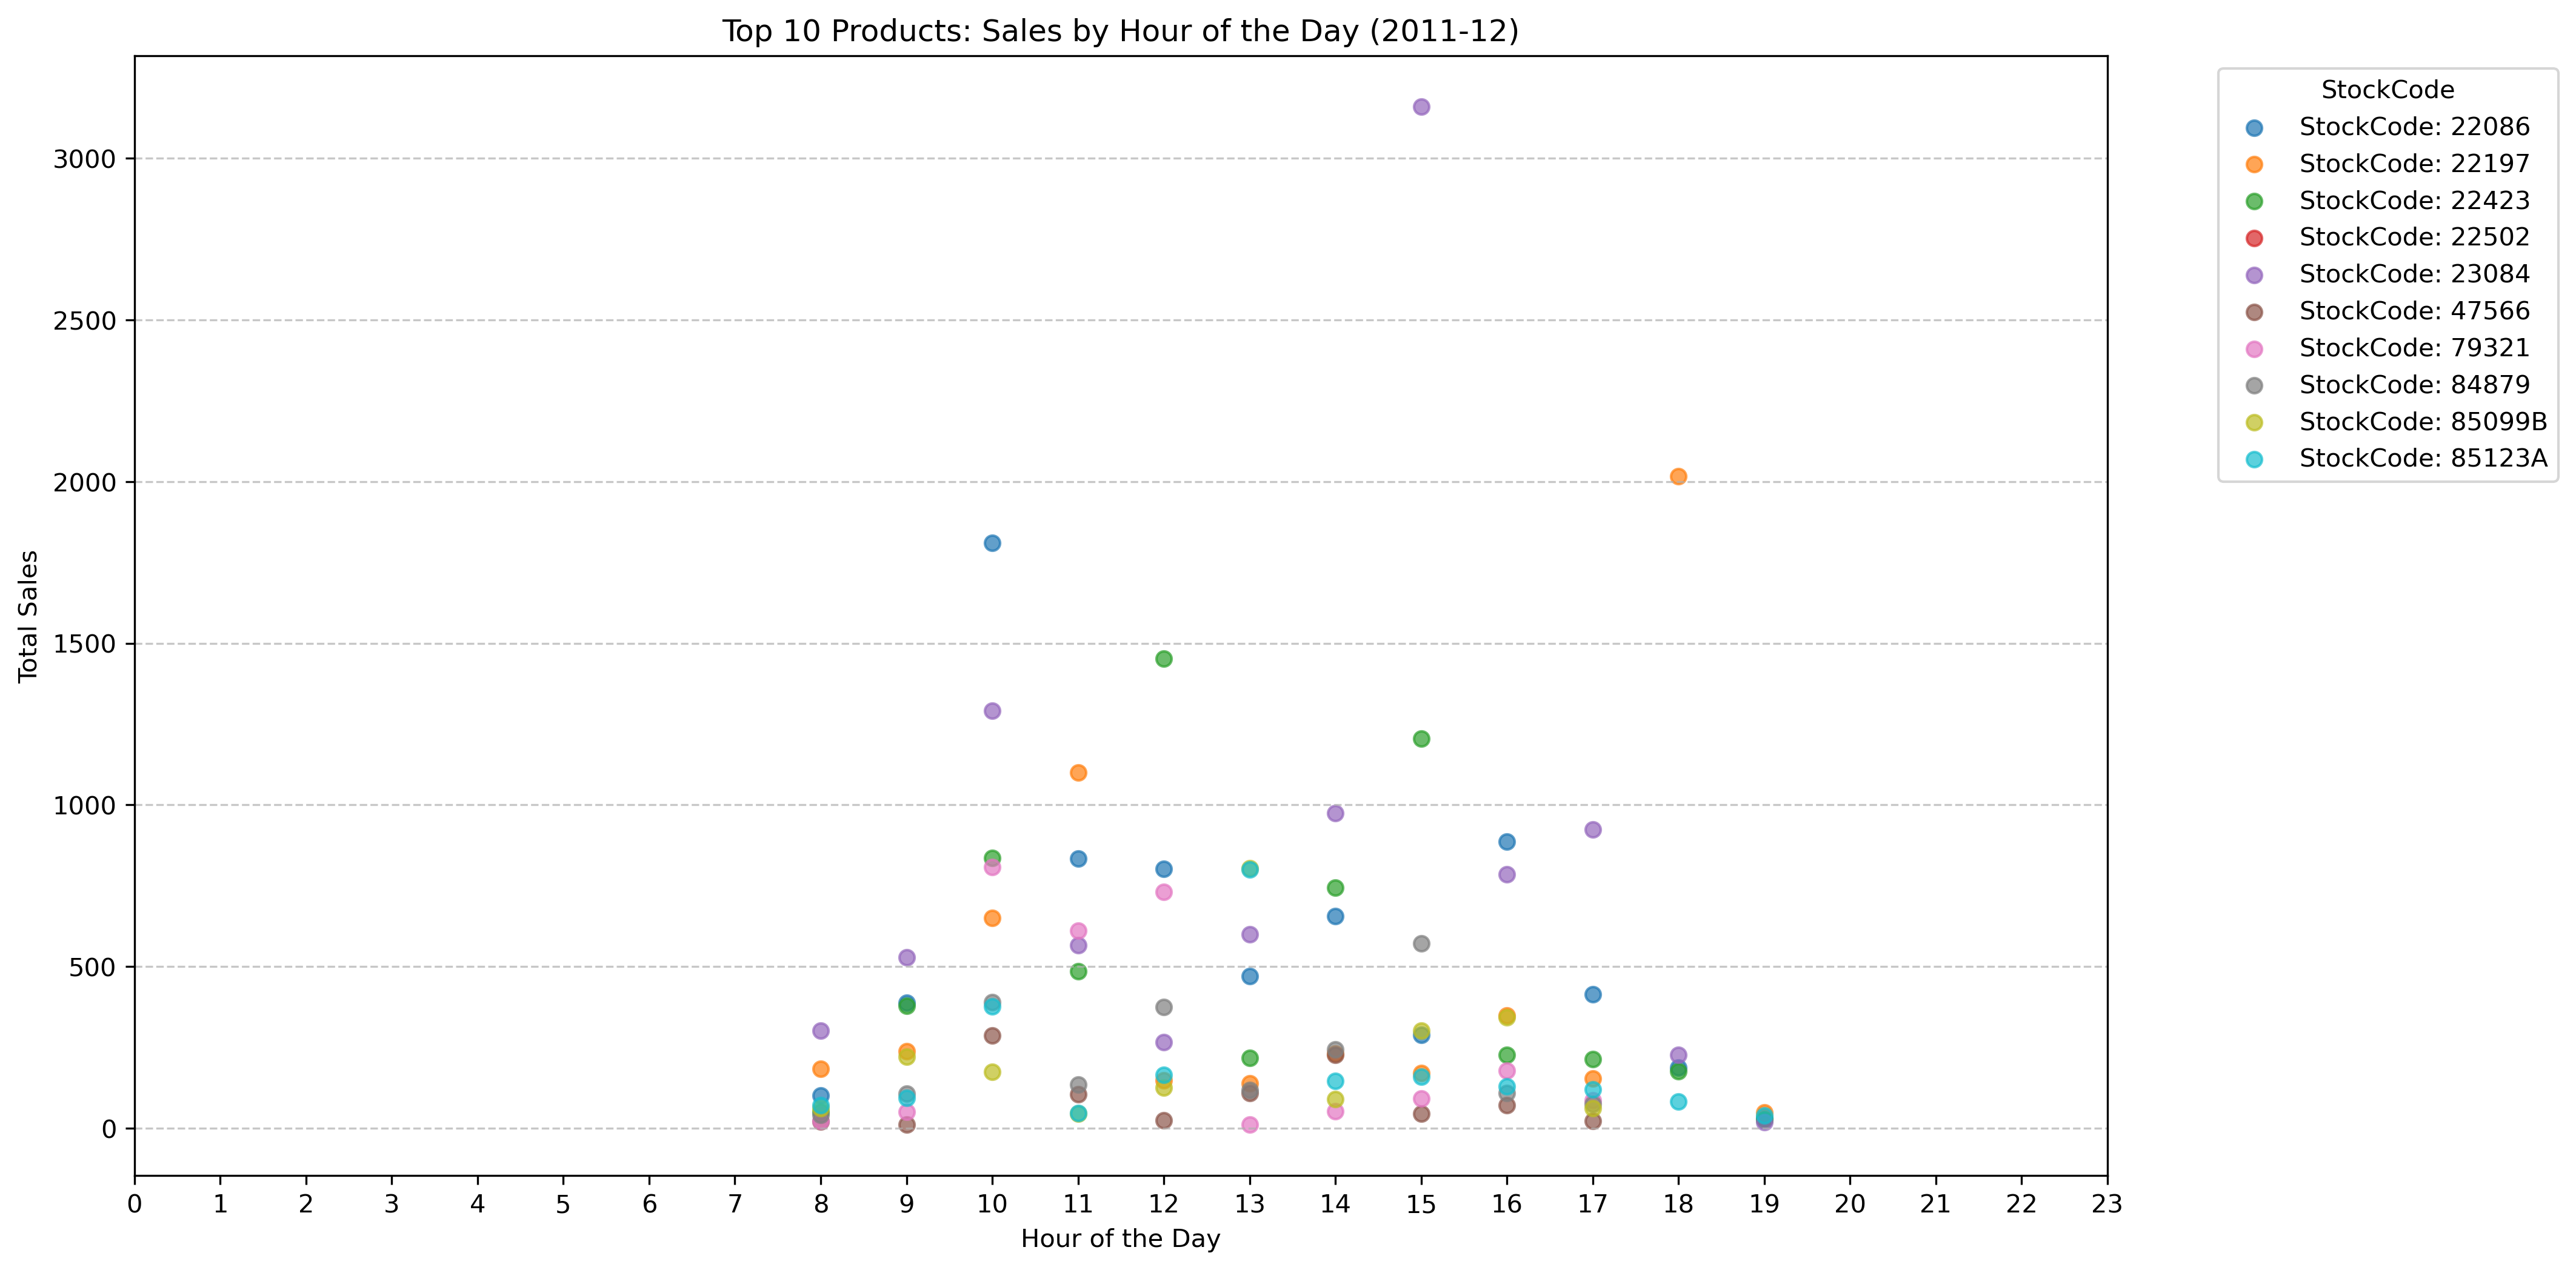 Top 10 Products: Sales by Hour of the Day (2011-12)
Total Sales
3000
2500
2000
1500
1000
500
0
0 1 2 3 4 5 6 7 8 9 10 11 12 13 14 15 16 17 18 19 20 21 22 23
Hour of the Day
StockCode
StockCode: 22086
StockCode: 22197
StockCode: 22423
StockCode: 22502
StockCode: 23084
StockCode: 47566
StockCode: 79321
StockCode: 84879
StockCode: 85099B
StockCode: 85123A